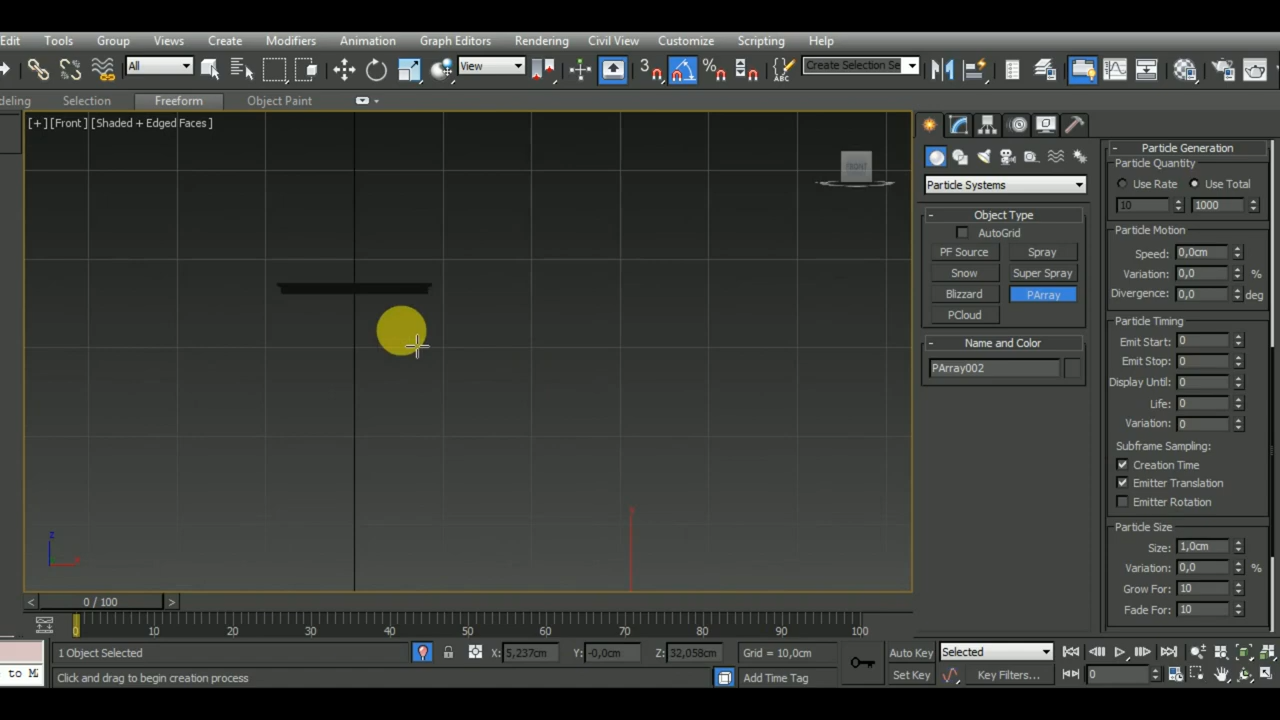 Edit Tools Group Views Create Modifiers Animation Graph Editors Rendering Civil View Customize Scripting Help
All View 3 % ABC Create Selection Se
deling Selection Freeform Object Paint
[+] [Front] [Shaded + Edged Faces]
FRONT
Particle Systems
- Object Type
AutoGrid
PF Source Spray
Snow Super Spray
Blizzard PArray
PCloud
- Name and Color
PArray002
- Particle Generation
Particle Quantity
Use Rate Use Total
10 1000
Particle Motion
Speed: 0,0cm
Variation: 0,0 %
Divergence: 0,0 deg
Particle Timing
Emit Start: 0
Emit Stop: 0
Display Until: 0
Life: 0
Variation: 0
Subframe Sampling:
Creation Time
Emitter Translation
Emitter Rotation
Particle Size
Size: 1,0cm
Variation: 0,0 %
Grow For: 10
Fade For: 10
z
x
< 0 / 100 >
0 10 20 30 40 50 60 70 80 90 100
1 Object Selected X: 5,237cm Y: -0,0cm Z: 32,058cm Grid = 10,0cm Auto Key Selected
to Mi Click and drag to begin creation process Add Time Tag Set Key Key Filters... 0